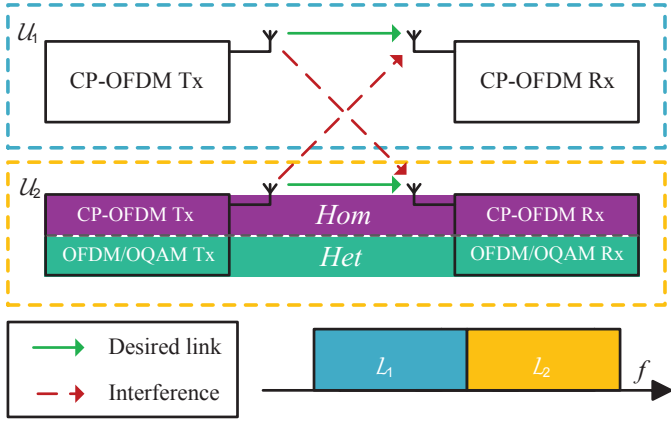 U1
CP-OFDM Tx
CP-OFDM Rx
U2
CP-OFDM Tx
Hom
CP-OFDM Rx
OFDM/OQAM Tx
Het
OFDM/OQAM Rx
Desired link
Interference
L1
L2
f